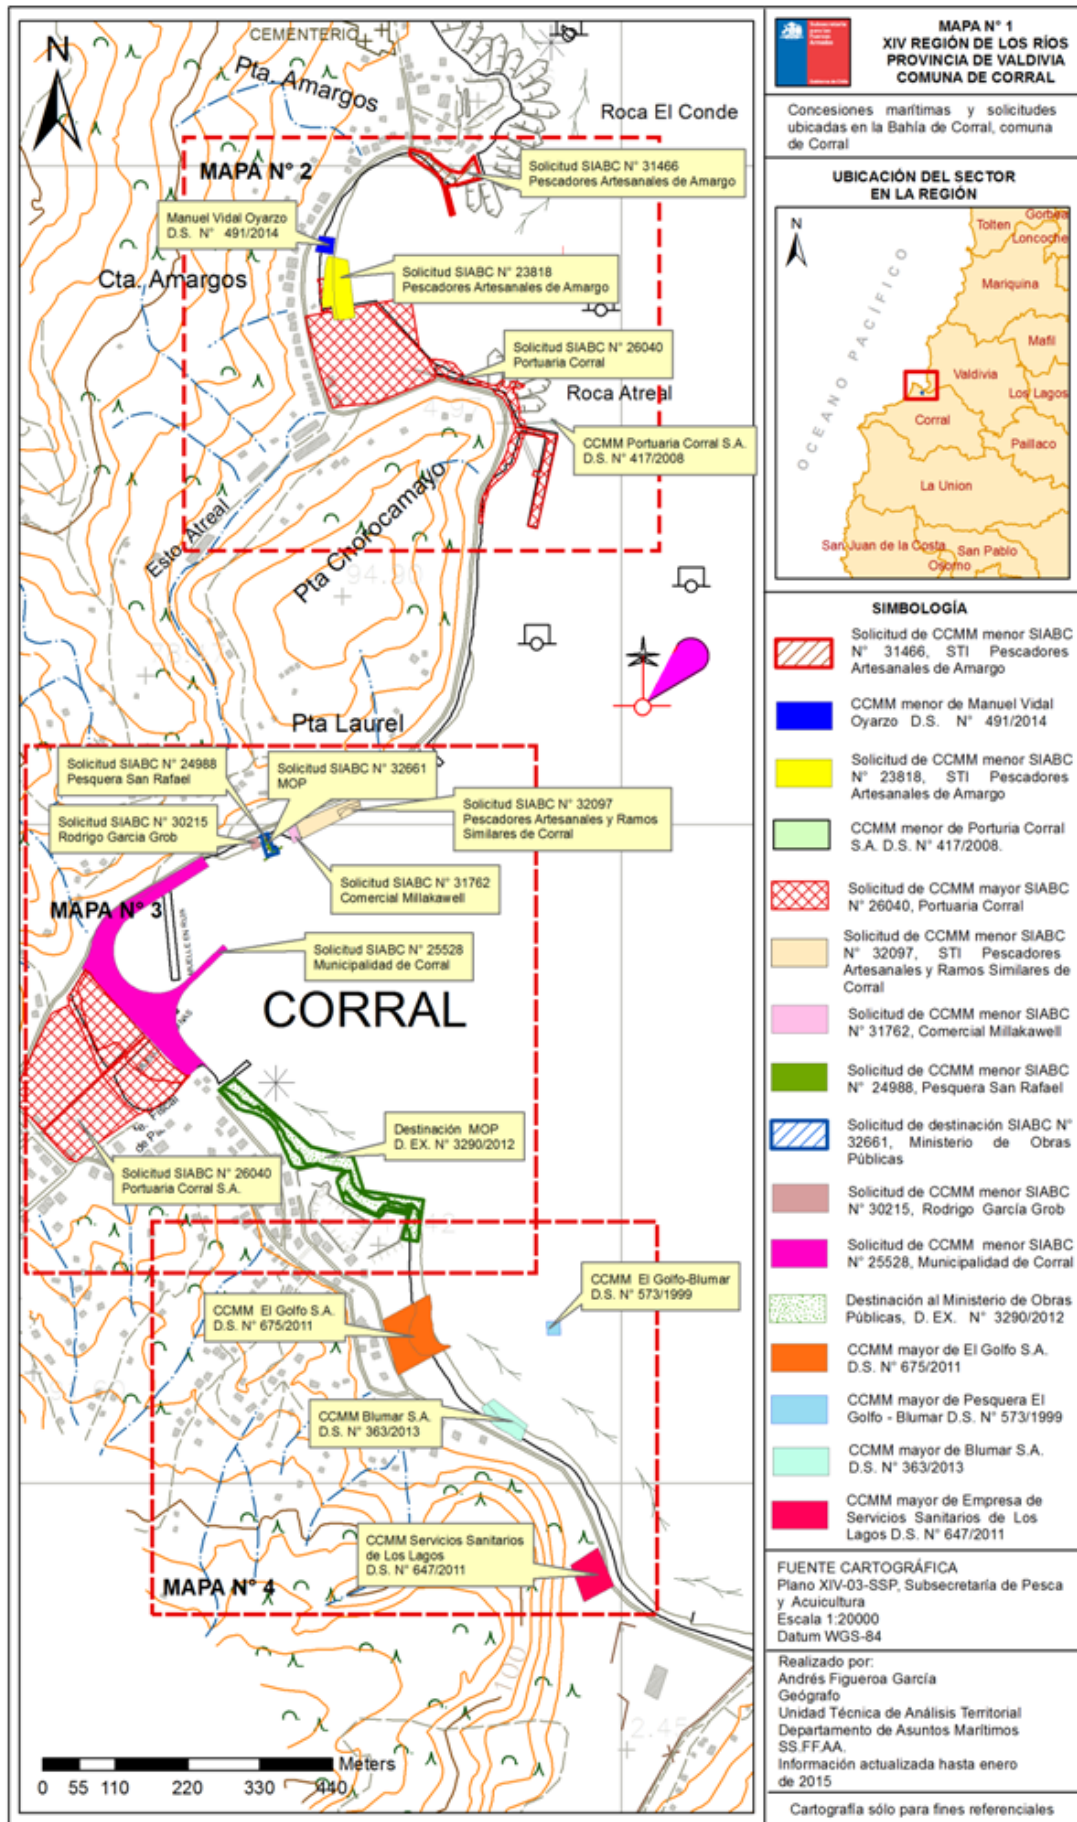 N
CEMENTERIO
Pta. Amargos
Roca El Conde
MAPA N° 2
Solicitud SIABC N° 31466
Pescadores Artesanales de Amargo
Manuel Vidal Oyarzo
D.S. N° 491/2014
Cta. Amargos
Solicitud SIABC N° 23818
Pescadores Artesanales de Amargo
Solicitud SIABC N° 26040
Portuaria Corral
Roca Atreal
CCMM Portuaria Corral S.A.
D.S. N° 417/2008
Esto. Atreal
Pta Chorocamayo
94.90
Pta Laurel
Solicitud SIABC N° 24988
Pesquera San Rafael
Solicitud SIABC N° 32661
MOP
Solicitud SIABC N° 32097
Pescadores Artesanales y Ramos
Similares de Corral
Solicitud SIABC N° 30215
Rodrigo Garcia Grob
Solicitud SIABC N° 31762
Comercial Millakawell
MAPA N° 3
MUELLE EN RUINA
Solicitud SIABC N° 25528
Municipalidad de Corral
CORRAL
Fiscal
Destinación MOP
D. EX. N° 3290/2012
Solicitud SIABC N° 26040
Portuaria Corral S.A.
CCMM El Golfo-Blumar
D.S. N° 573/1999
CCMM El Golfo S.A.
D.S. N° 675/2011
CCMM Blumar S.A.
D.S. N° 363/2013
CCMM Servicios Sanitarios
de Los Lagos
D.S. N° 647/2011
MAPA N° 4
100
2.45
Meters
0 55 110 220 330 440
MAPA N° 1
XIV REGIÓN DE LOS RÍOS
PROVINCIA DE VALDIVIA
COMUNA DE CORRAL
Concesiones marítimas y solicitudes
ubicadas en la Bahía de Corral, comuna
de Corral
UBICACIÓN DEL SECTOR
EN LA REGIÓN
N
OCEANO PACÍFICO
Tolten
Gorbea
Loncoche
Mariquina
Mafil
Valdivia
Los Lagos
Corral
Paillaco
La Union
San Juan de la Costa
San Pablo
Osorno
SIMBOLOGÍA
Solicitud de CCMM menor SIABC
N° 31466, STI Pescadores
Artesanales de Amargo
CCMM menor de Manuel Vidal
Oyarzo D.S. N° 491/2014
Solicitud de CCMM menor SIABC
N° 23818, STI Pescadores
Artesanales de Amargo
CCMM menor de Porturia Corral
S.A. D.S. N° 417/2008.
Solicitud de CCMM mayor SIABC
N° 26040, Portuaria Corral
Solicitud de CCMM menor SIABC
N° 32097, STI Pescadores
Artesanales y Ramos Similares de
Corral
Solicitud de CCMM menor SIABC
N° 31762, Comercial Millakawell
Solicitud de CCMM menor SIABC
N° 24988, Pesquera San Rafael
Solicitud de destinación SIABC N°
32661, Ministerio de Obras
Públicas
Solicitud de CCMM menor SIABC
N° 30215, Rodrigo García Grob
Solicitud de CCMM menor SIABC
N° 25528, Municipalidad de Corral
Destinación al Ministerio de Obras
Públicas, D. EX. N° 3290/2012
CCMM mayor de El Golfo S.A.
D.S. N° 675/2011
CCMM mayor de Pesquera El
Golfo - Blumar D.S. N° 573/1999
CCMM mayor de Blumar S.A.
D.S. N° 363/2013
CCMM mayor de Empresa de
Servicios Sanitarios de Los
Lagos D.S. N° 647/2011
FUENTE CARTOGRÁFICA
Plano XIV-03-SSP, Subsecretaría de Pesca
y Acuicultura
Escala 1:20000
Datum WGS-84
Realizado por:
Andrés Figueroa García
Geógrafo
Unidad Técnica de Análisis Territorial
Departamento de Asuntos Marítimos
SS.FF.AA.
Información actualizada hasta enero
de 2015
Cartografía sólo para fines referenciales